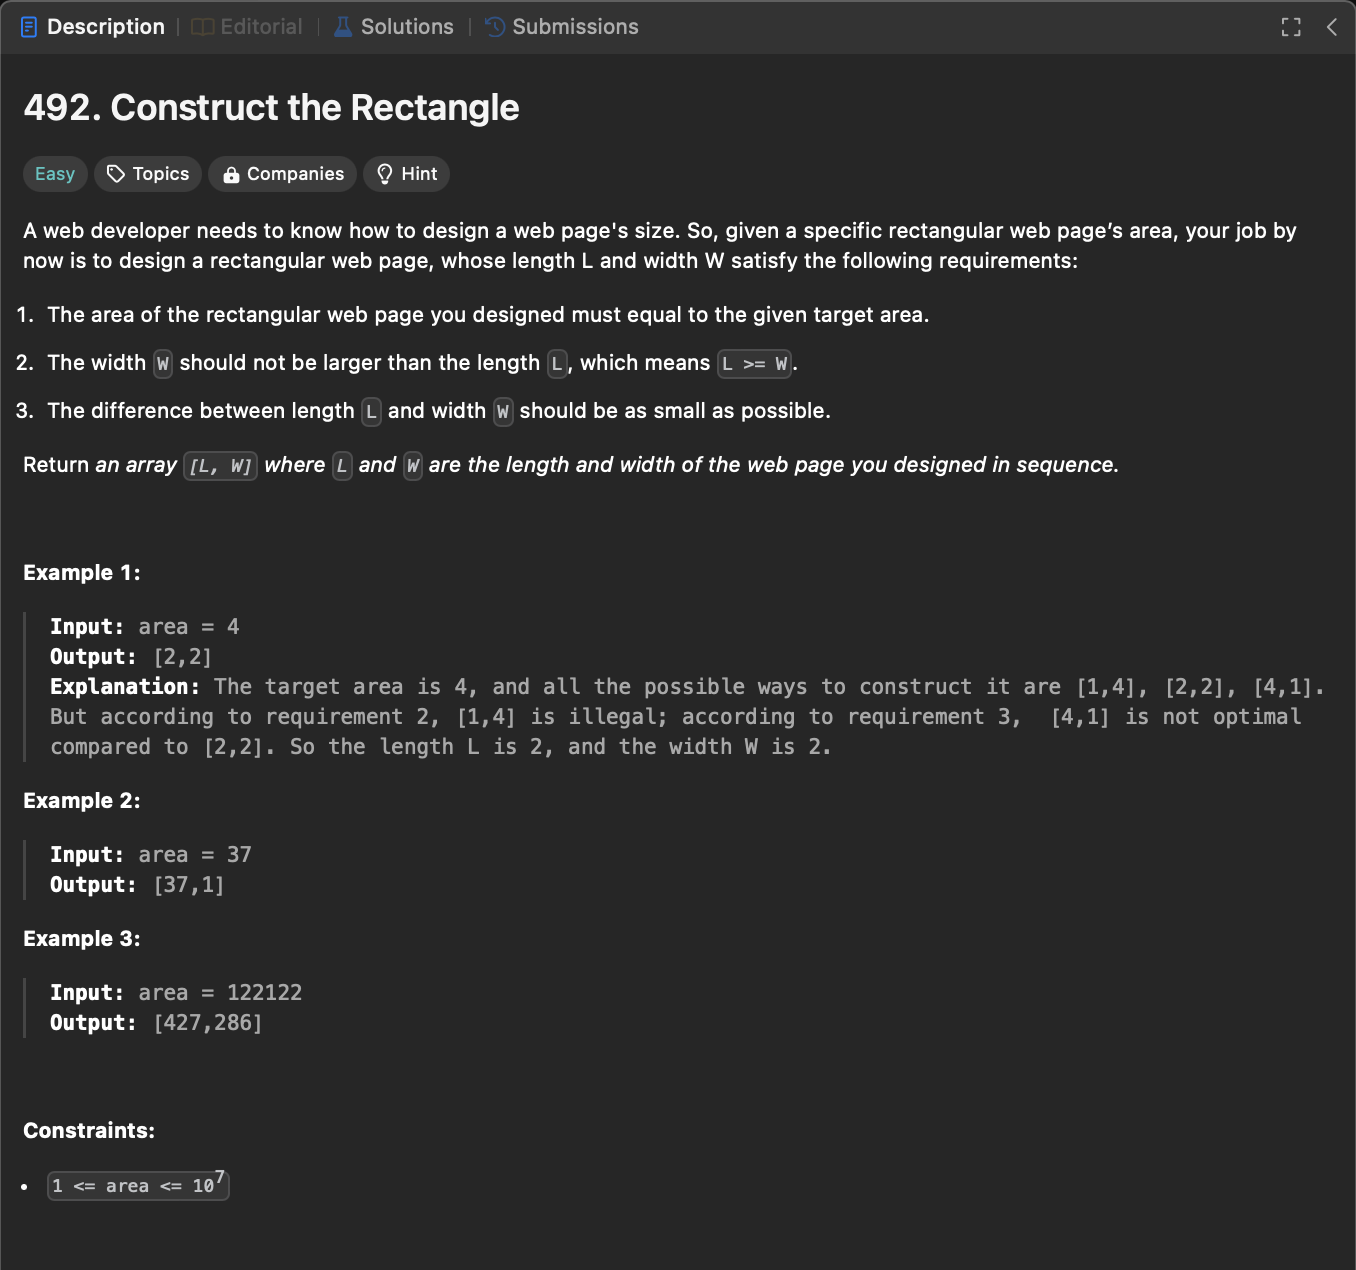 Description | Editorial | Solutions | Submissions
492. Construct the Rectangle
Easy Topics Companies Hint
A web developer needs to know how to design a web page's size. So, given a specific rectangular web page’s area, your job by
now is to design a rectangular web page, whose length L and width W satisfy the following requirements:
1. The area of the rectangular web page you designed must equal to the given target area.
2. The width W should not be larger than the length L, which means L >= W.
3. The difference between length L and width W should be as small as possible.
Return an array [L, W] where L and W are the length and width of the web page you designed in sequence.
Example 1:
Input: area = 4
Output: [2,2]
Explanation: The target area is 4, and all the possible ways to construct it are [1,4], [2,2], [4,1].
But according to requirement 2, [1,4] is illegal; according to requirement 3,  [4,1] is not optimal
compared to [2,2]. So the length L is 2, and the width W is 2.
Example 2:
Input: area = 37
Output: [37,1]
Example 3:
Input: area = 122122
Output: [427,286]
Constraints:
• 1 <= area <= 10⁷